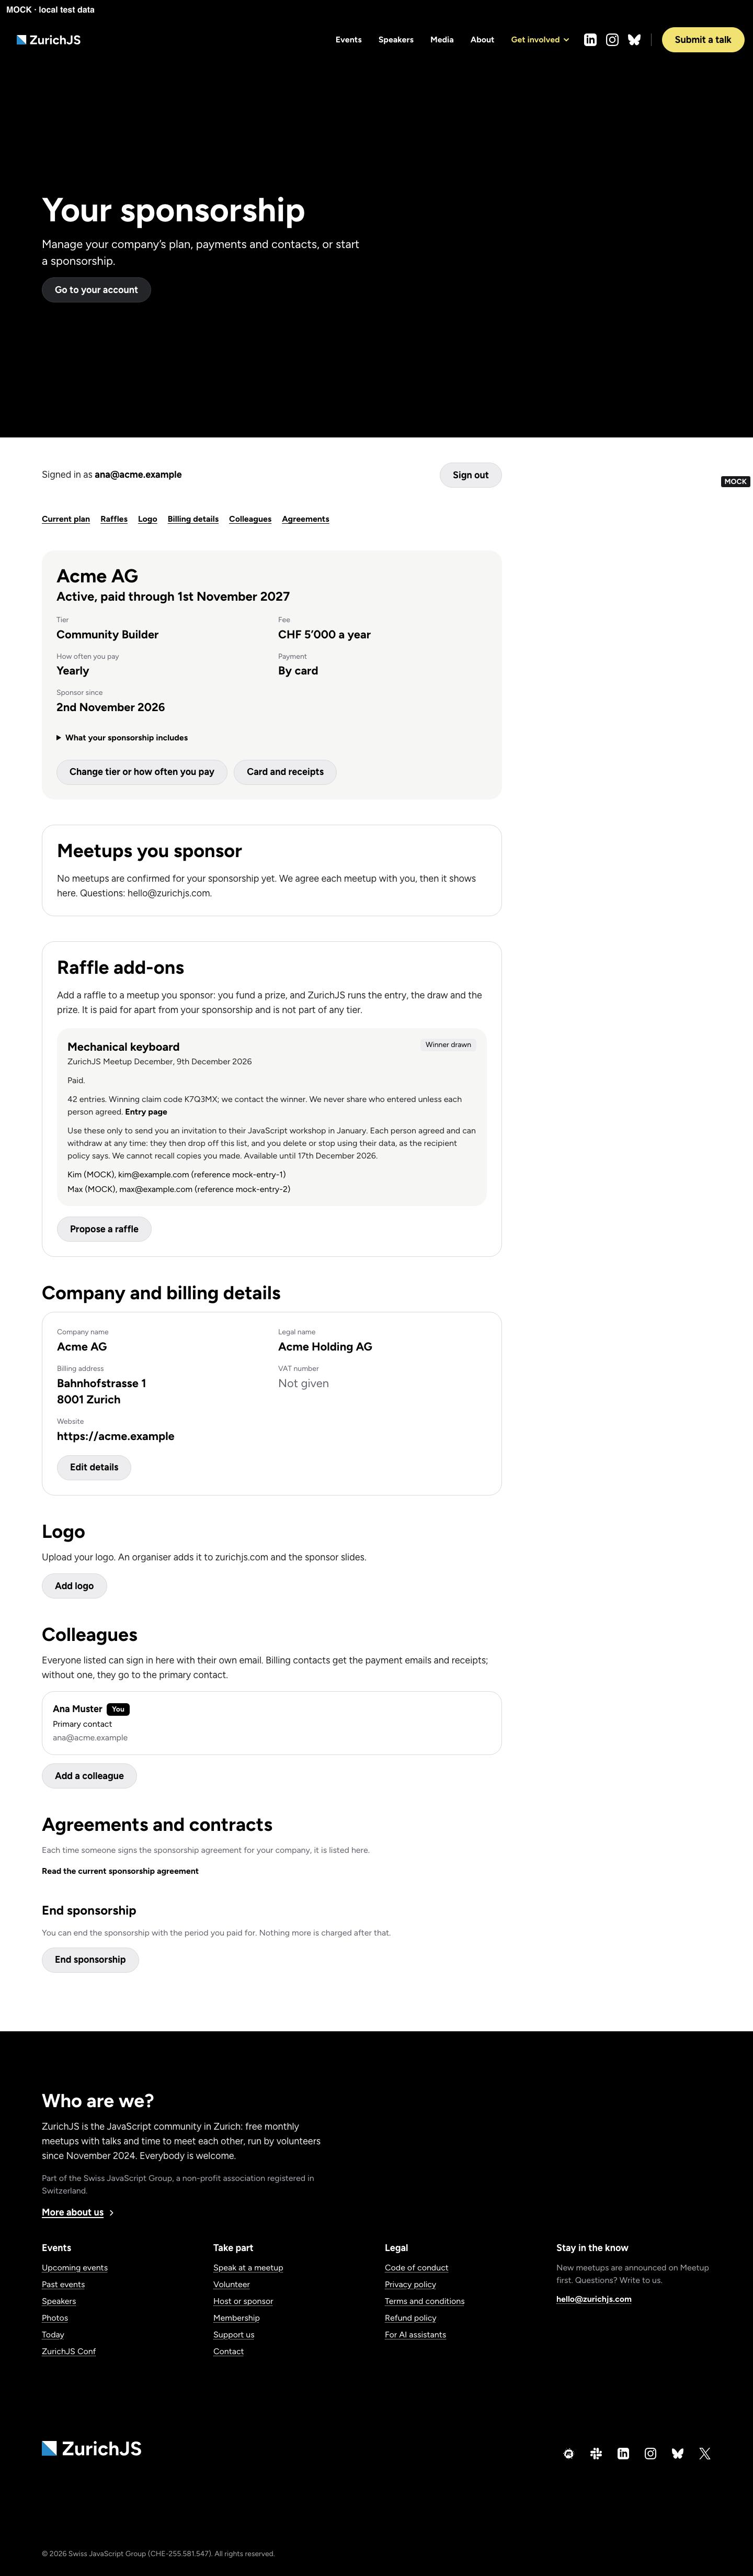 MOCK · local test data
ZurichJS
Events Speakers Media About Get involved
Submit a talk
Your sponsorship
Manage your company’s plan, payments and contacts, or start
a sponsorship.
Go to your account
Signed in as ana@acme.example
Sign out
MOCK
Current plan Raffles Logo Billing details Colleagues Agreements
Acme AG
Active, paid through 1st November 2027
Tier
Community Builder
Fee
CHF 5’000 a year
How often you pay
Yearly
Payment
By card
Sponsor since
2nd November 2026
What your sponsorship includes
Change tier or how often you pay
Card and receipts
Meetups you sponsor
No meetups are confirmed for your sponsorship yet. We agree each meetup with you, then it shows
here. Questions: hello@zurichjs.com.
Raffle add-ons
Add a raffle to a meetup you sponsor: you fund a prize, and ZurichJS runs the entry, the draw and the
prize. It is paid for apart from your sponsorship and is not part of any tier.
Mechanical keyboard
Winner drawn
ZurichJS Meetup December, 9th December 2026
Paid.
42 entries. Winning claim code K7Q3MX; we contact the winner. We never share who entered unless each
person agreed. Entry page
Use these only to send you an invitation to their JavaScript workshop in January. Each person agreed and can
withdraw at any time: they then drop off this list, and you delete or stop using their data, as the recipient
policy says. We cannot recall copies you made. Available until 17th December 2026.
Kim (MOCK), kim@example.com (reference mock-entry-1)
Max (MOCK), max@example.com (reference mock-entry-2)
Propose a raffle
Company and billing details
Company name
Acme AG
Legal name
Acme Holding AG
Billing address
Bahnhofstrasse 1
8001 Zurich
VAT number
Not given
Website
https://acme.example
Edit details
Logo
Upload your logo. An organiser adds it to zurichjs.com and the sponsor slides.
Add logo
Colleagues
Everyone listed can sign in here with their own email. Billing contacts get the payment emails and receipts;
without one, they go to the primary contact.
Ana Muster You
Primary contact
ana@acme.example
Add a colleague
Agreements and contracts
Each time someone signs the sponsorship agreement for your company, it is listed here.
Read the current sponsorship agreement
End sponsorship
You can end the sponsorship with the period you paid for. Nothing more is charged after that.
End sponsorship
Who are we?
ZurichJS is the JavaScript community in Zurich: free monthly
meetups with talks and time to meet each other, run by volunteers
since November 2024. Everybody is welcome.
Part of the Swiss JavaScript Group, a non-profit association registered in
Switzerland.
More about us
Events
Upcoming events
Past events
Speakers
Photos
Today
ZurichJS Conf
Take part
Speak at a meetup
Volunteer
Host or sponsor
Membership
Support us
Contact
Legal
Code of conduct
Privacy policy
Terms and conditions
Refund policy
For AI assistants
Stay in the know
New meetups are announced on Meetup
first. Questions? Write to us.
hello@zurichjs.com
ZurichJS
© 2026 Swiss JavaScript Group (CHE-255.581.547). All rights reserved.